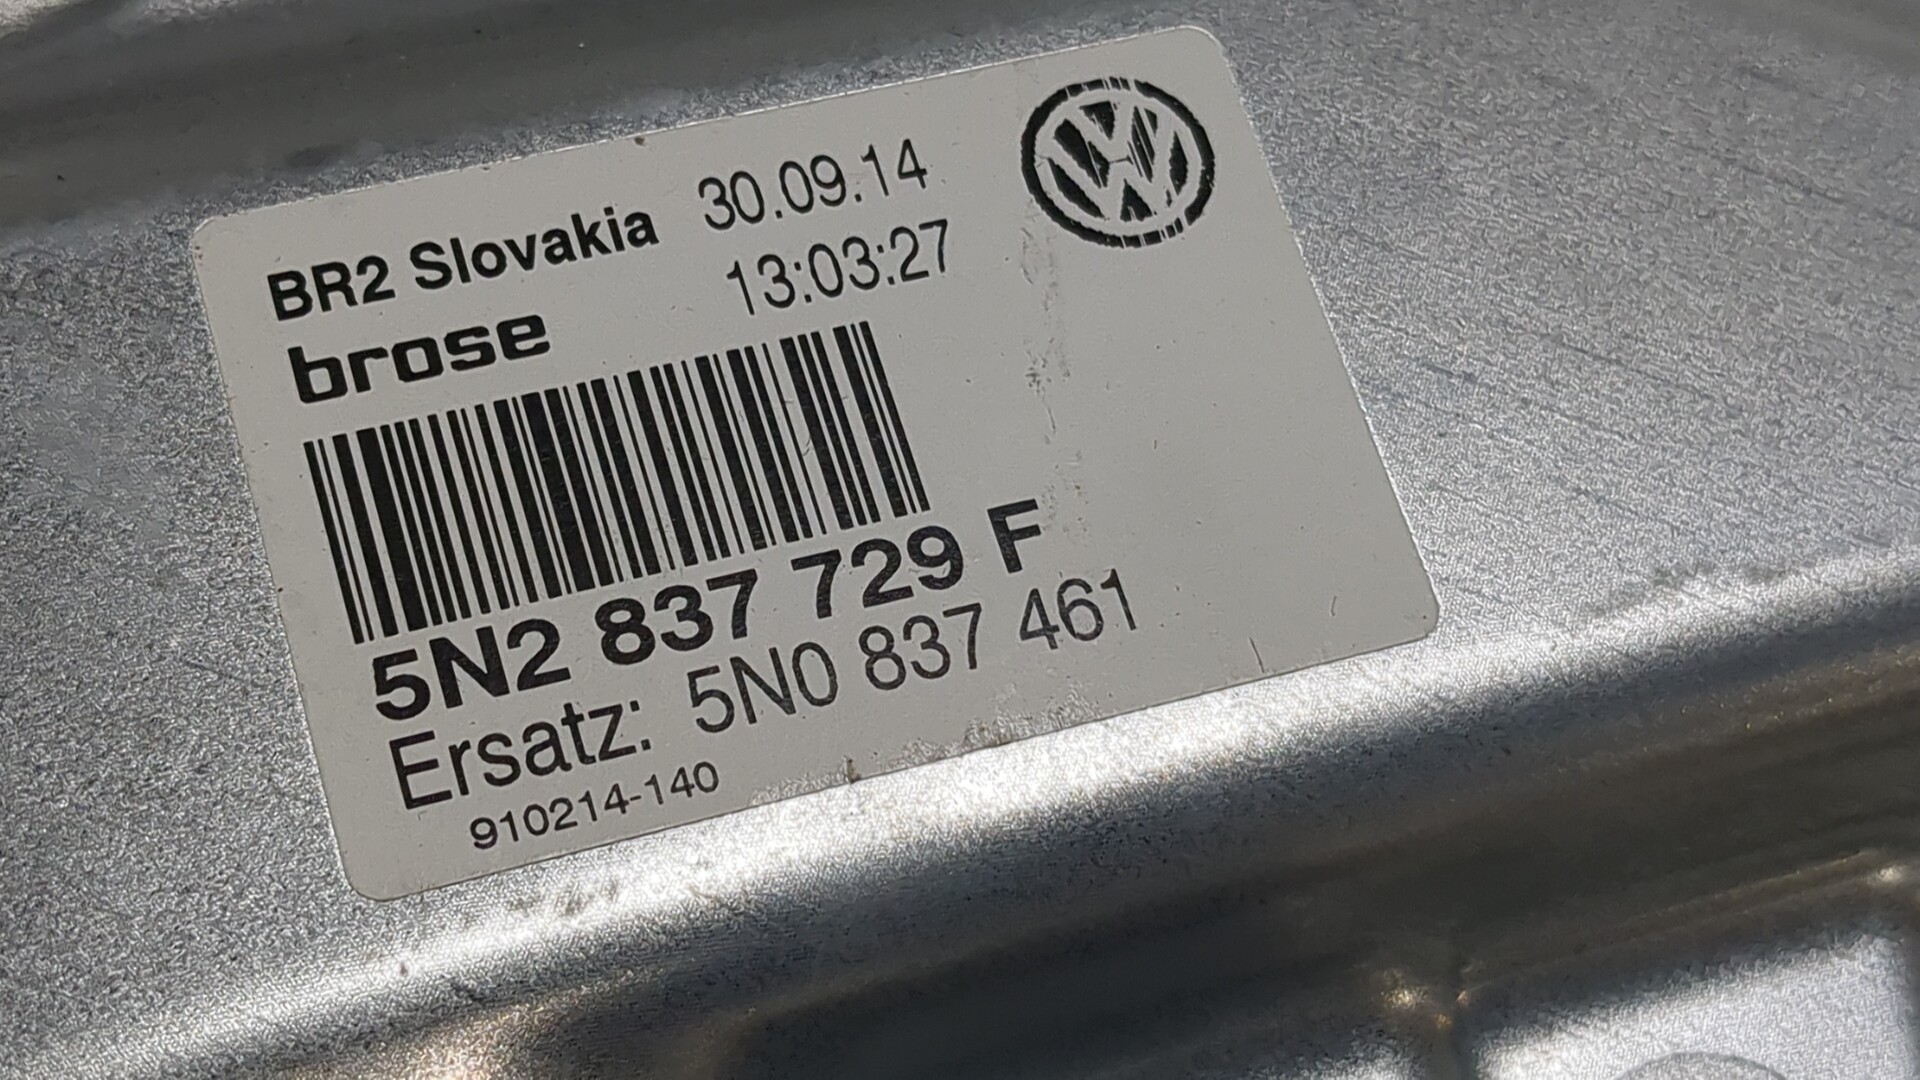 BR2 Slovakia 30.09.14
brose 13:03:27
5N2 837 729 F
Ersatz: 5N0 837 461
910214-140